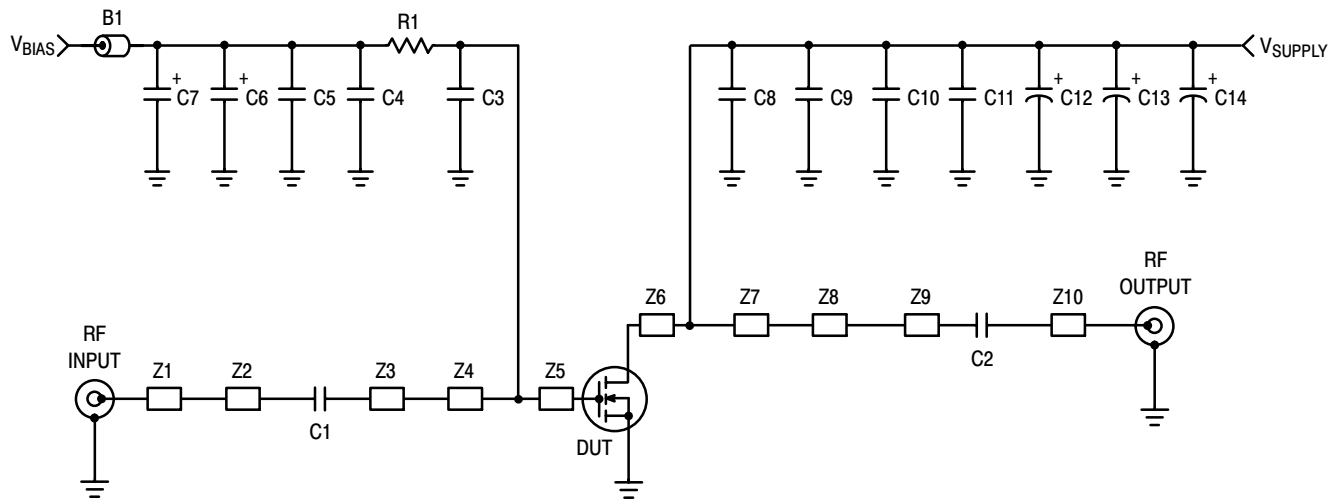 B1
R1
VBIAS
VSUPPLY
+
+
+
+
+
C7
C6
C5
C4
C3
C8
C9
C10
C11
C12
C13
C14
RF
OUTPUT
Z6
Z7
Z8
Z9
Z10
RF
INPUT
C2
Z1
Z2
Z3
Z4
Z5
C1
DUT